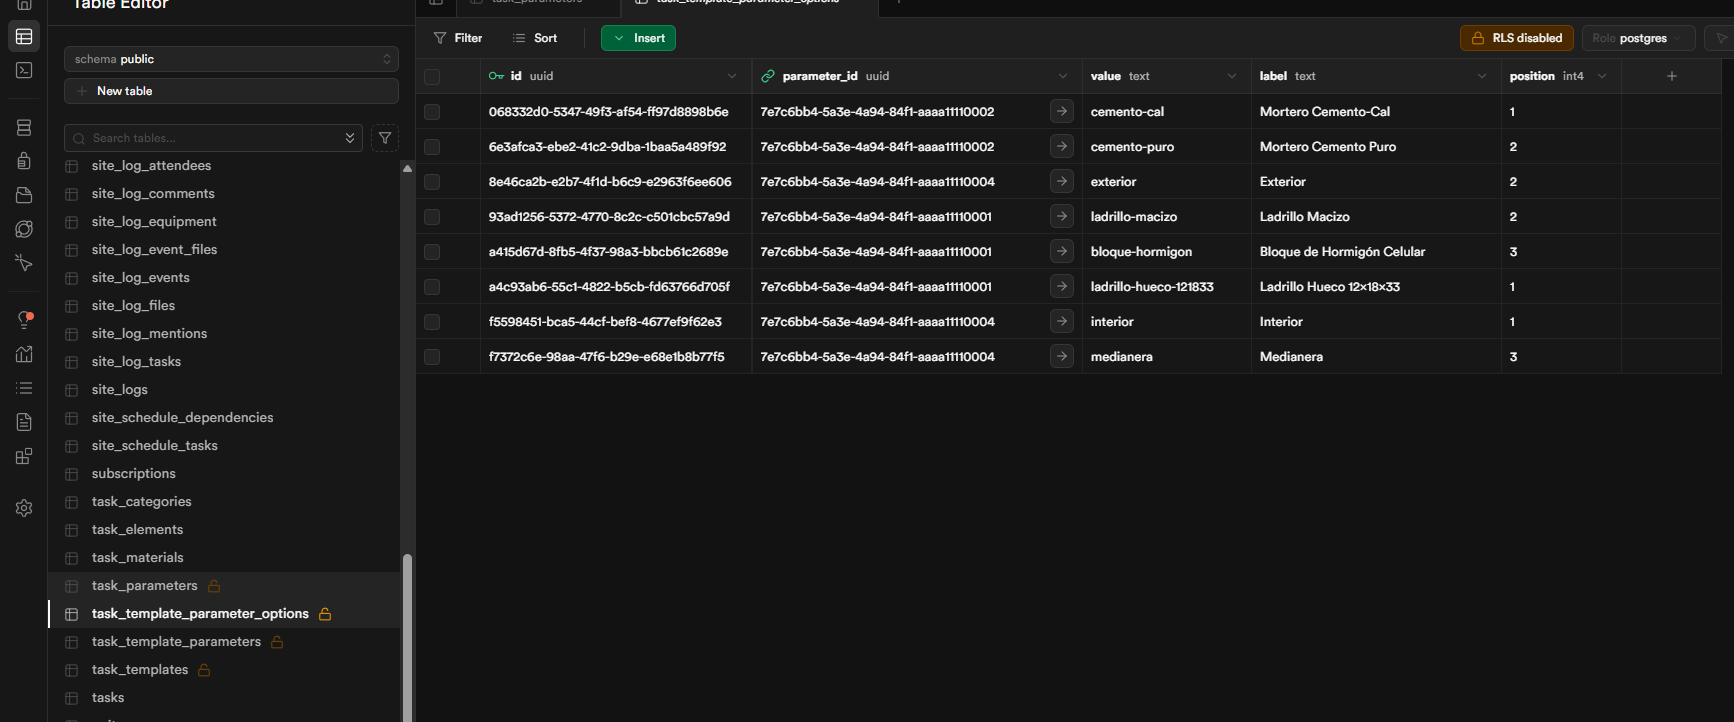 Table Editor
schema public
New table
Search tables...
site_log_attendees
site_log_comments
site_log_equipment
site_log_event_files
site_log_events
site_log_files
site_log_mentions
site_log_tasks
site_logs
site_schedule_dependencies
site_schedule_tasks
subscriptions
task_categories
task_elements
task_materials
task_parameters
task_template_parameter_options
task_template_parameters
task_templates
tasks
task_parameters task_template_parameter_options
Filter Sort Insert RLS disabled Role postgres
id uuid parameter_id uuid value text label text position int4
068332d0-5347-49f3-af54-ff97d8898b6e 7e7c6bb4-5a3e-4a94-84f1-aaaa11110002 cemento-cal Mortero Cemento-Cal 1
6e3afca3-ebe2-41c2-9dba-1baa5a489f92 7e7c6bb4-5a3e-4a94-84f1-aaaa11110002 cemento-puro Mortero Cemento Puro 2
8e46ca2b-e2b7-4f1d-b6c9-e2963f6ee606 7e7c6bb4-5a3e-4a94-84f1-aaaa11110004 exterior Exterior 2
93ad1256-5372-4770-8c2c-c501cbc57a9d 7e7c6bb4-5a3e-4a94-84f1-aaaa11110001 ladrillo-macizo Ladrillo Macizo 2
a415d67d-8fb5-4f37-98a3-bbcb61c2689e 7e7c6bb4-5a3e-4a94-84f1-aaaa11110001 bloque-hormigon Bloque de Hormigón Celular 3
a4c93ab6-55c1-4822-b5cb-fd63766d705f 7e7c6bb4-5a3e-4a94-84f1-aaaa11110001 ladrillo-hueco-121833 Ladrillo Hueco 12×18×33 1
f5598451-bca5-44cf-bef8-4677ef9f62e3 7e7c6bb4-5a3e-4a94-84f1-aaaa11110004 interior Interior 1
f7372c6e-98aa-47f6-b29e-e68e1b8b77f5 7e7c6bb4-5a3e-4a94-84f1-aaaa11110004 medianera Medianera 3